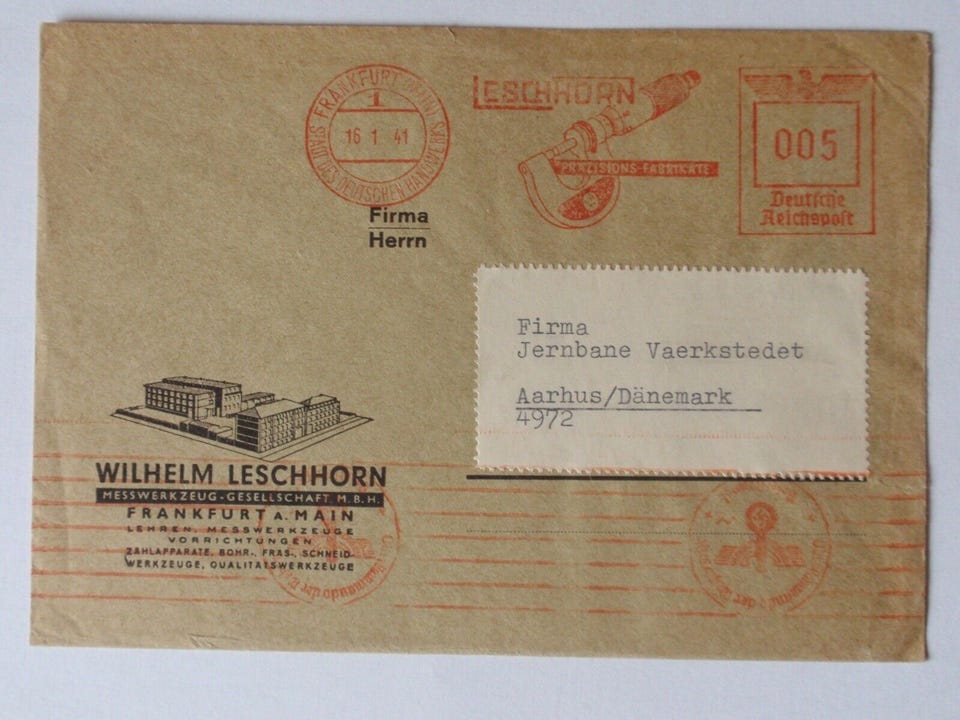 FRANKFURT (MAIN)
1
16 1 41
STADT DES DEUTSCHEN HANDWERKS
LESCHHORN
PRÄZISIONS-FABRIKATE
005
Deutsche
Reichspost
Firma
Herrn
Firma
Jernbane Vaerkstedet
Aarhus/Dänemark
4972
WILHELM LESCHHORN
MESSWERKZEUG-GESELLSCHAFT M.B.H.
FRANKFURT A. MAIN
LEHREN, MESSWERKZEUGE
VORRICHTUNGEN
ZÄHLAPPARATE, BOHR-, FRÄS-, SCHNEID-
WERKZEUGE, QUALITÄTSWERKZEUGE
der
der